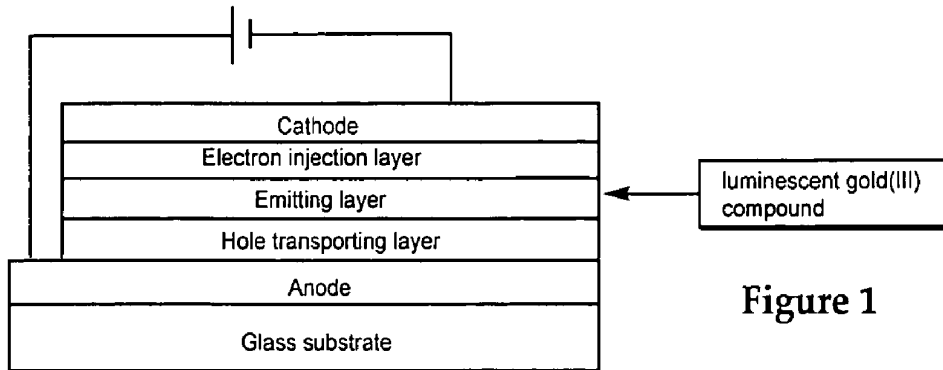 Cathode
Electron injection layer
Emitting layer
Hole transporting layer
Anode
Glass substrate
luminescent gold(III)
compound
Figure 1